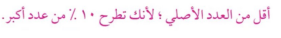 أقل من العدد الأصلي ؛ لأنك تطرح ١٠ ٪ من عدد أكبر.